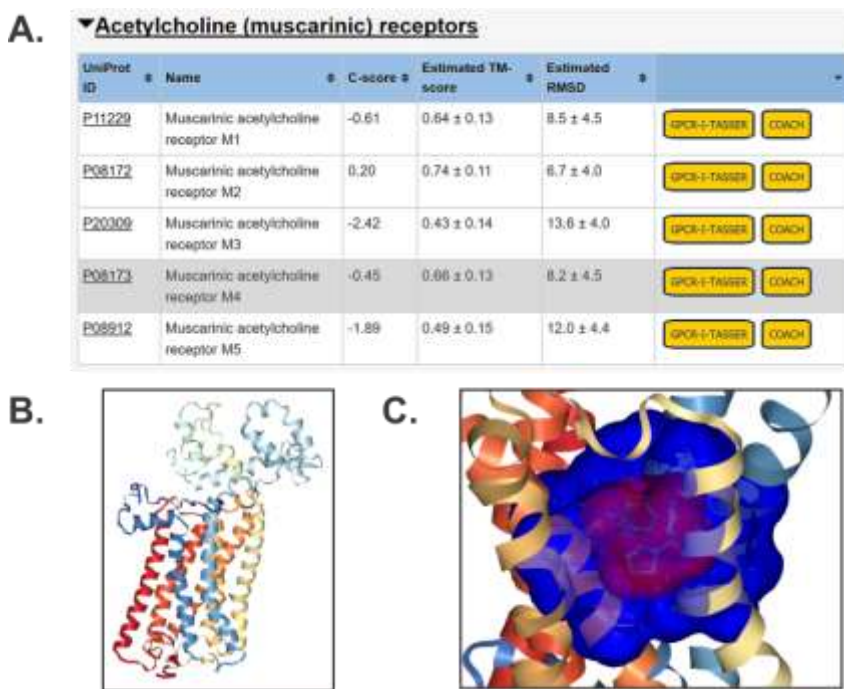 A.
Acetylcholine (muscarinic) receptors
UniProt ID Name C-score Estimated TM-score Estimated RMSD
P11229 Muscarinic acetylcholine receptor M1 -0.61 0.64 ± 0.13 8.5 ± 4.5 GPCR-I-TASSER COACH
P08172 Muscarinic acetylcholine receptor M2 0.20 0.74 ± 0.11 6.7 ± 4.0 GPCR-I-TASSER COACH
P20309 Muscarinic acetylcholine receptor M3 -2.42 0.43 ± 0.14 13.6 ± 4.0 GPCR-I-TASSER COACH
P08173 Muscarinic acetylcholine receptor M4 -0.45 0.66 ± 0.13 8.2 ± 4.5 GPCR-I-TASSER COACH
P08912 Muscarinic acetylcholine receptor M5 -1.89 0.49 ± 0.15 12.0 ± 4.4 GPCR-I-TASSER COACH
B.
C.